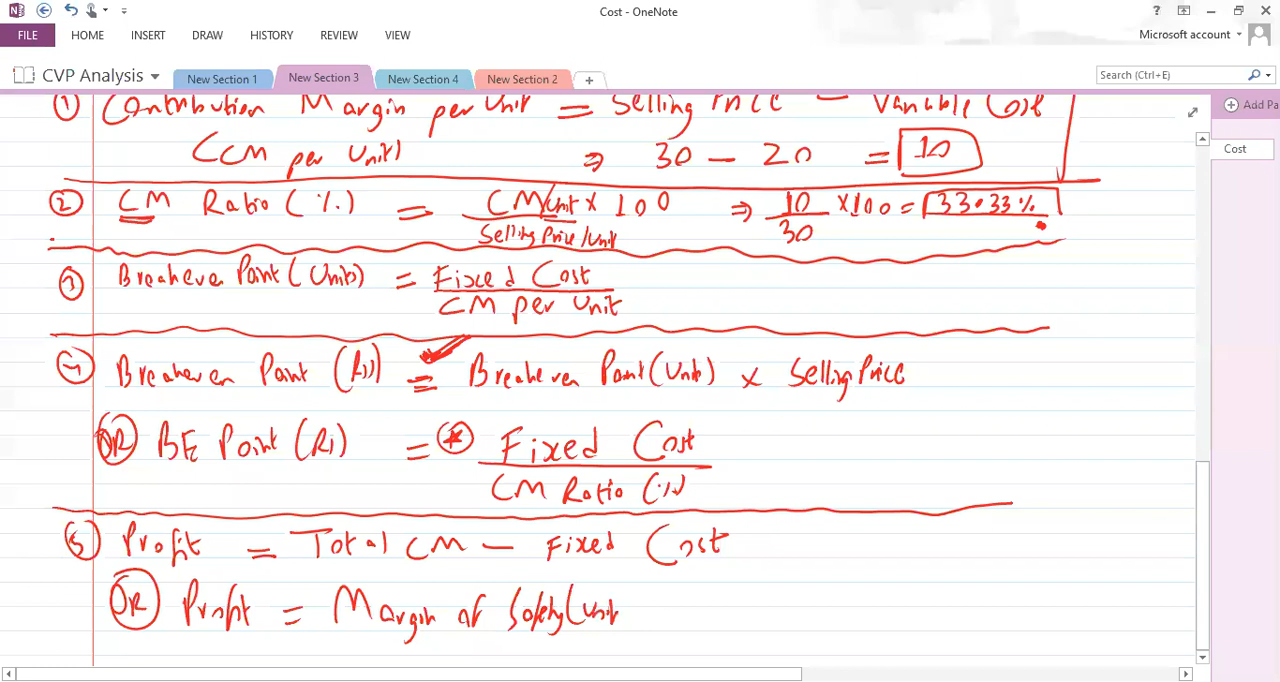 Cost - OneNote
FILE HOME INSERT DRAW HISTORY REVIEW VIEW
Microsoft account
CVP Analysis New Section 1 New Section 3 New Section 4 New Section 2
Search (Ctrl+E)
Add Pa
Cost
① Contribution Margin per Unit = Selling Price - Variable Cost
(CM per Unit) ⇒ 30 - 20 = 10
② CM Ratio (%) = CM/Unit × 100 ⇒ 10 × 100 = 33.33%
Selling Price/Unit 30
③ Breakeven Point (Units) = Fixed Cost
CM per Unit
④ Breakeven Point (Rs) = Breakeven Point (Unit) × Selling Price
OR BE Point (Rs) = * Fixed Cost
CM Ratio (%)
⑤ Profit = Total CM - Fixed Cost
OR Profit = Margin of Safety (Unit